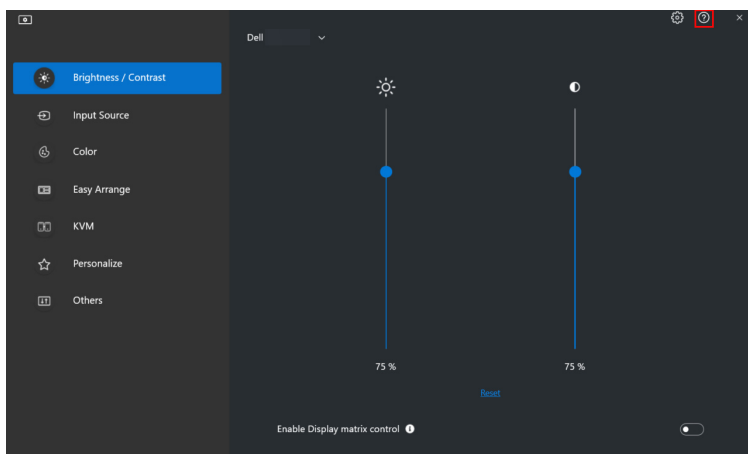 Dell
Brightness / Contrast
Input Source
Color
Easy Arrange
KVM
Personalize
Others
75 %
75 %
Reset
Enable Display matrix control